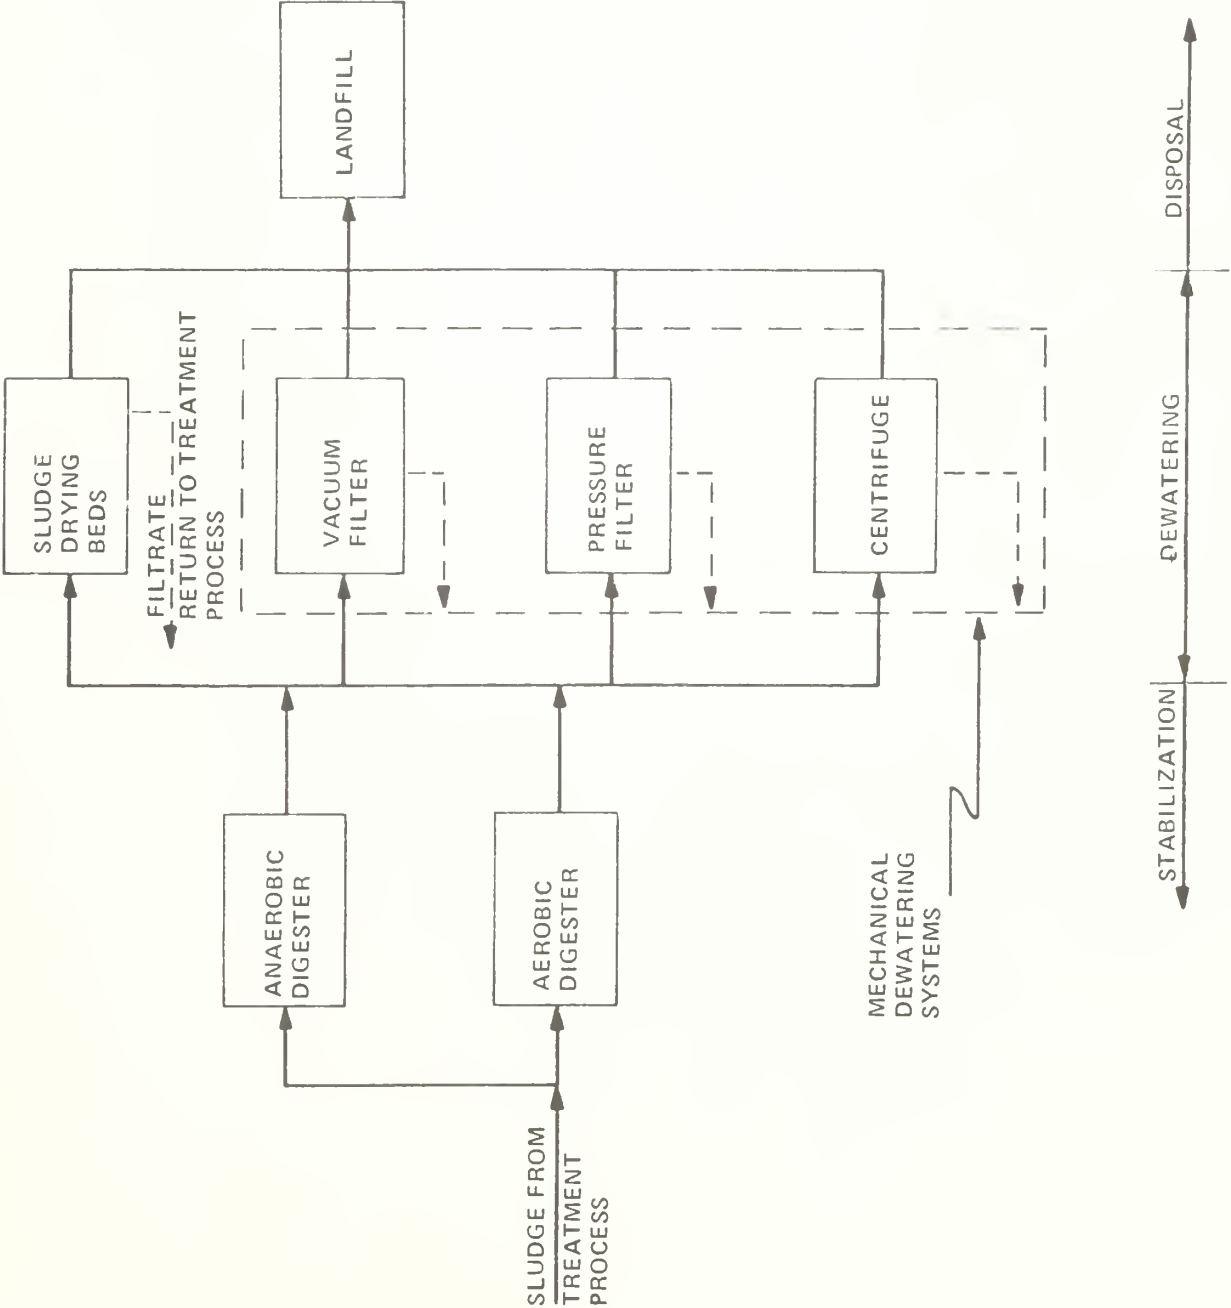 SLUDGE FROM
TREATMENT
PROCESS
ANAEROBIC
DIGESTER
AEROBIC
DIGESTER
SLUDGE
DRYING
BEDS
FILTRATE
RETURN TO TREATMENT
PROCESS
VACUUM
FILTER
PRESSURE
FILTER
CENTRIFUGE
LANDFILL
MECHANICAL
DEWATERING
SYSTEMS
STABILIZATION
DEWATERING
DISPOSAL